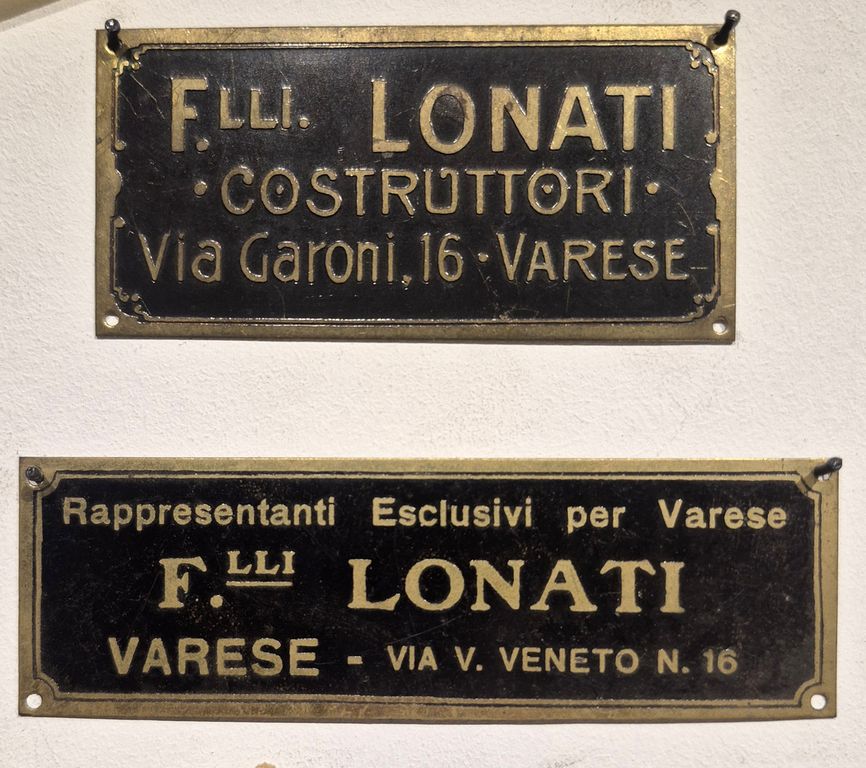 F.LLI. LONATI
· COSTRUTTORI ·
Via Garoni, 16 · VARESE
Rappresentanti Esclusivi per Varese
F.LLI LONATI
VARESE - VIA V. VENETO N. 16